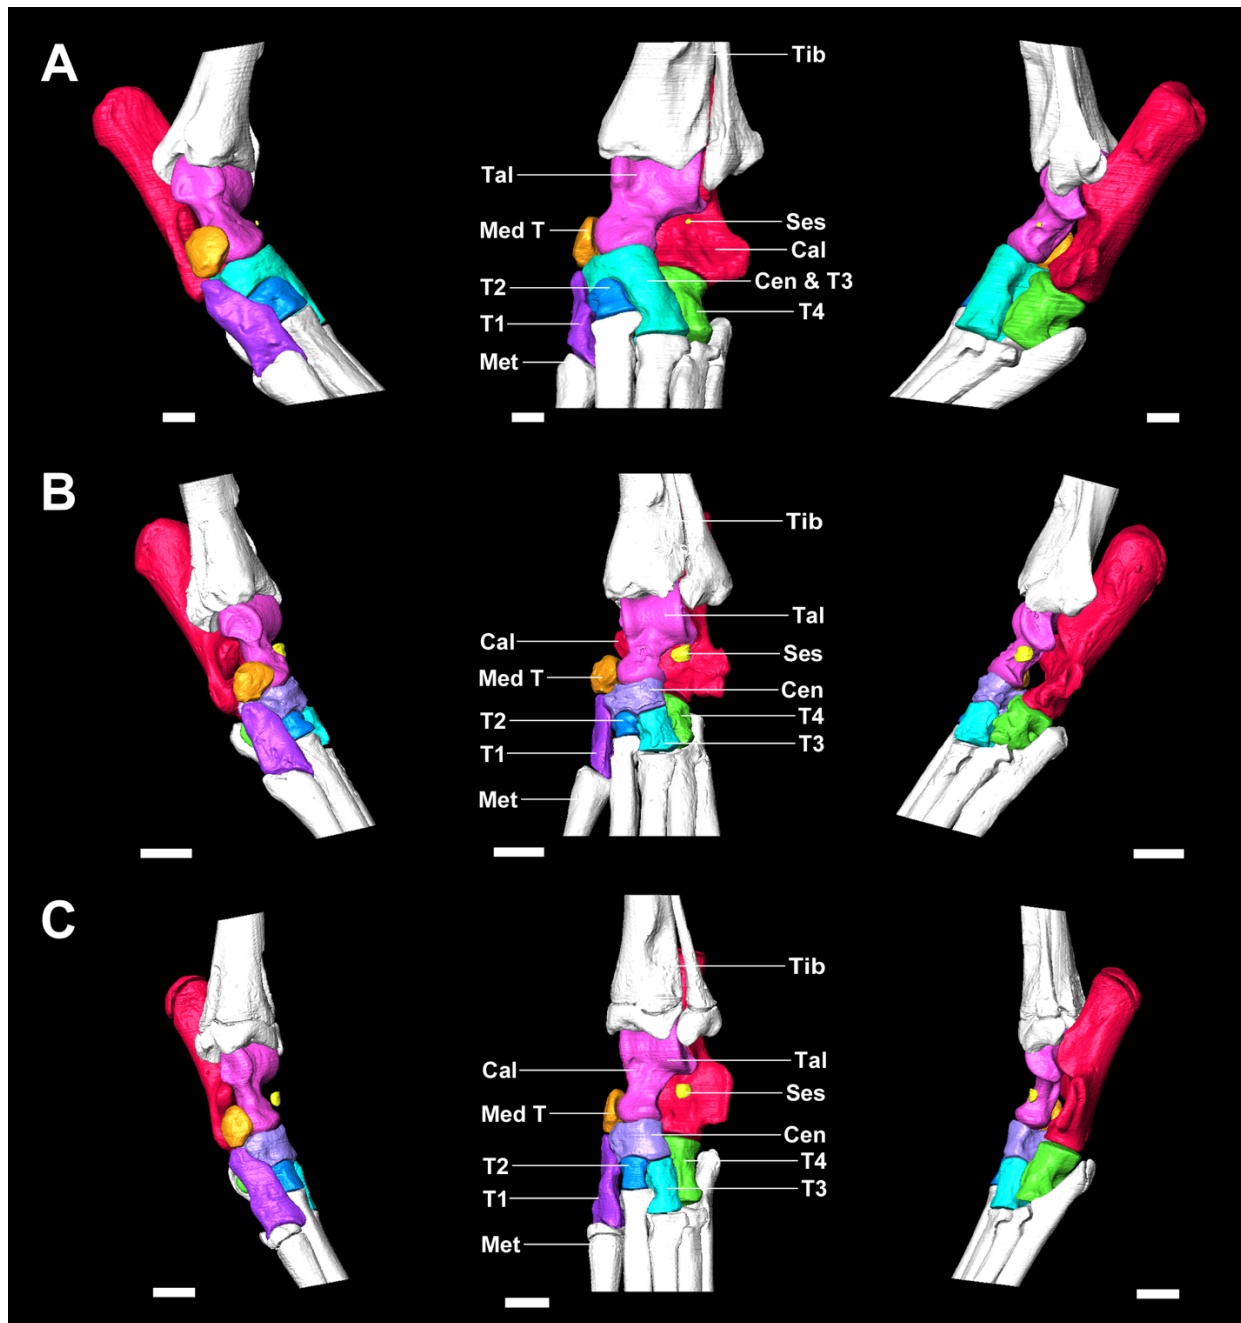 A
Tib
Tal
Med T
Ses
Cal
T2
Cen & T3
T1
T4
Met
B
Tib
Tal
Cal
Ses
Med T
Cen
T2
T4
T1
T3
Met
C
Tib
Tal
Cal
Ses
Med T
Cen
T2
T4
T1
T3
Met